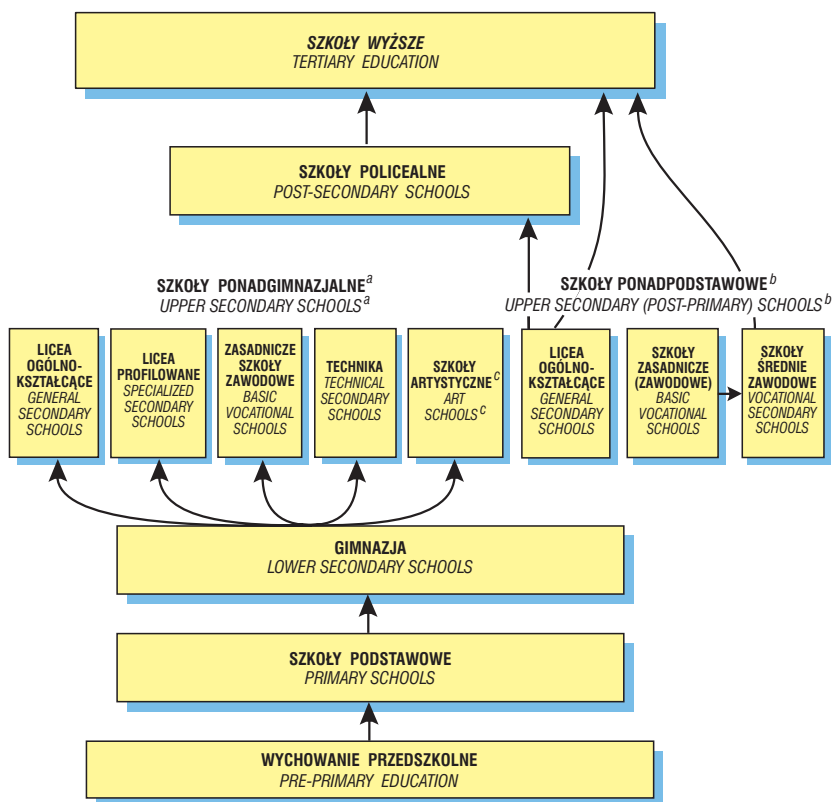 SZKOŁY WYŻSZE
TERTIARY EDUCATION
SZKOŁY POLICEALNE
POST-SECONDARY SCHOOLS
SZKOŁY PONADGIMNAZJALNE a
UPPER SECONDARY SCHOOLS a
SZKOŁY PONADPODSTAWOWE b
UPPER SECONDARY (POST-PRIMARY) SCHOOLS b
LICEA
OGÓLNO-
KSZTAŁCĄCE
GENERAL
SECONDARY
SCHOOLS
LICEA
PROFILOWANE
SPECIALIZED
SECONDARY
SCHOOLS
ZASADNICZE
SZKOŁY
ZAWODOWE
BASIC
VOCATIONAL
SCHOOLS
TECHNIKA
TECHNICAL
SECONDARY
SCHOOLS
SZKOŁY
ARTYSTYCZNE c
ART
SCHOOLS c
LICEA
OGÓLNO-
KSZTAŁCĄCE
GENERAL
SECONDARY
SCHOOLS
SZKOŁY
ZASADNICZE
(ZAWODOWE)
BASIC
VOCATIONAL
SCHOOLS
SZKOŁY
ŚREDNIE
ZAWODOWE
VOCATIONAL
SECONDARY
SCHOOLS
GIMNAZJA
LOWER SECONDARY SCHOOLS
SZKOŁY PODSTAWOWE
PRIMARY SCHOOLS
WYCHOWANIE PRZEDSZKOLNE
PRE-PRIMARY EDUCATION